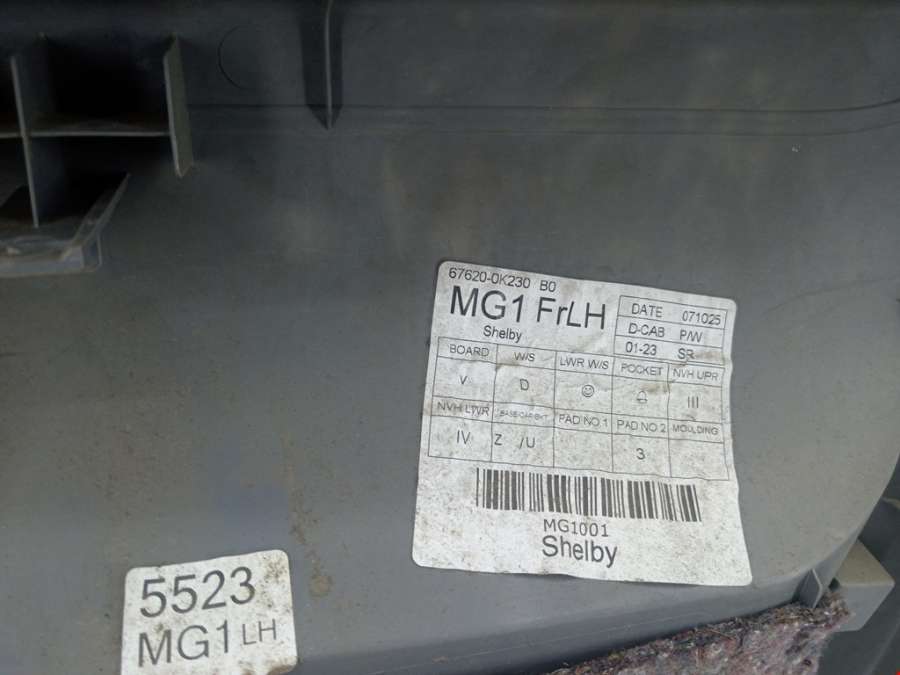 67620-0K230 B0
MG1 FrLH
Shelby
DATE 071025
D-CAB P/W
01-23 SR
BOARD W/S LWR W/S POCKET NVH UPR
V D ☺ III
NVH LWR PAD NO.1 PAD NO.2 MOULDING
IV Z /U 3
MG1001
Shelby
5523
MG1 LH